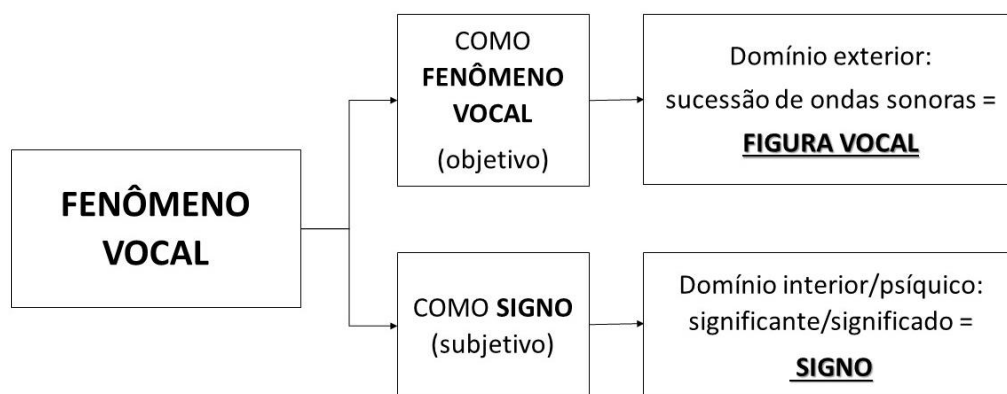 FENÔMENO
VOCAL
COMO
FENÔMENO
VOCAL
(objetivo)
Domínio exterior:
sucessão de ondas sonoras =
FIGURA VOCAL
COMO SIGNO
(subjetivo)
Domínio interior/psíquico:
significante/significado =
SIGNO